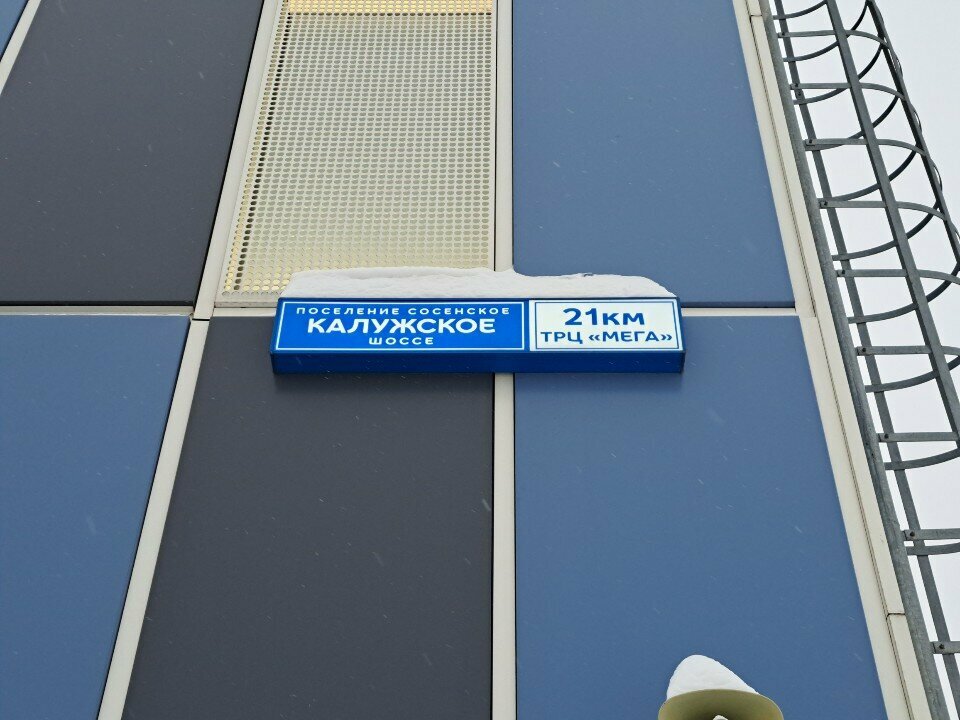 ПОСЕЛЕНИЕ СОСЕНСКОЕ
КАЛУЖСКОЕ
ШОССЕ
21км
ТРЦ «МЕГА»